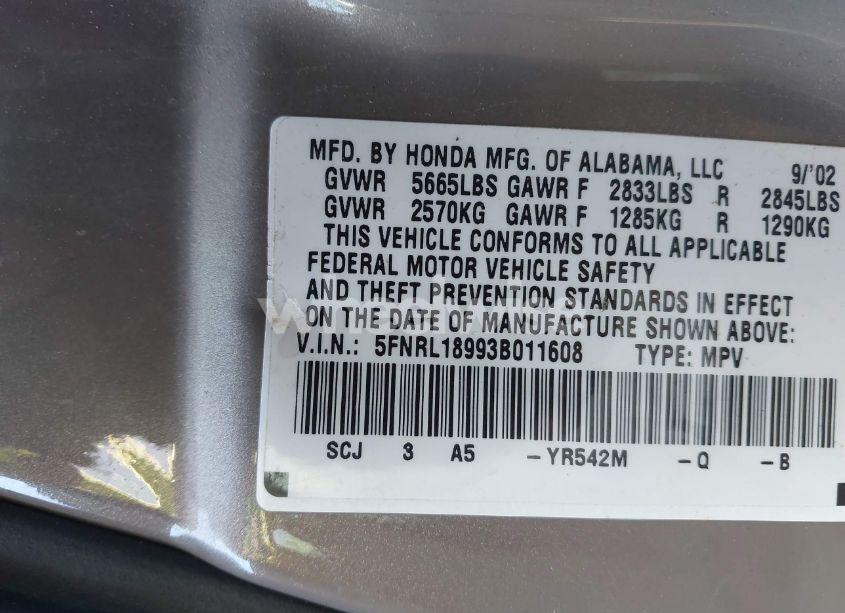 MFD. BY HONDA MFG. OF ALABAMA, LLC 9/'02
GVWR 5665LBS GAWR F 2833LBS R 2845LBS
GVWR 2570KG GAWR F 1285KG R 1290KG
THIS VEHICLE CONFORMS TO ALL APPLICABLE
FEDERAL MOTOR VEHICLE SAFETY
AND THEFT PREVENTION STANDARDS IN EFFECT
ON THE DATE OF MANUFACTURE SHOWN ABOVE:
V.I.N.: 5FNRL18993B011608 TYPE: MPV
SCJ 3 A5 -YR542M -Q -B